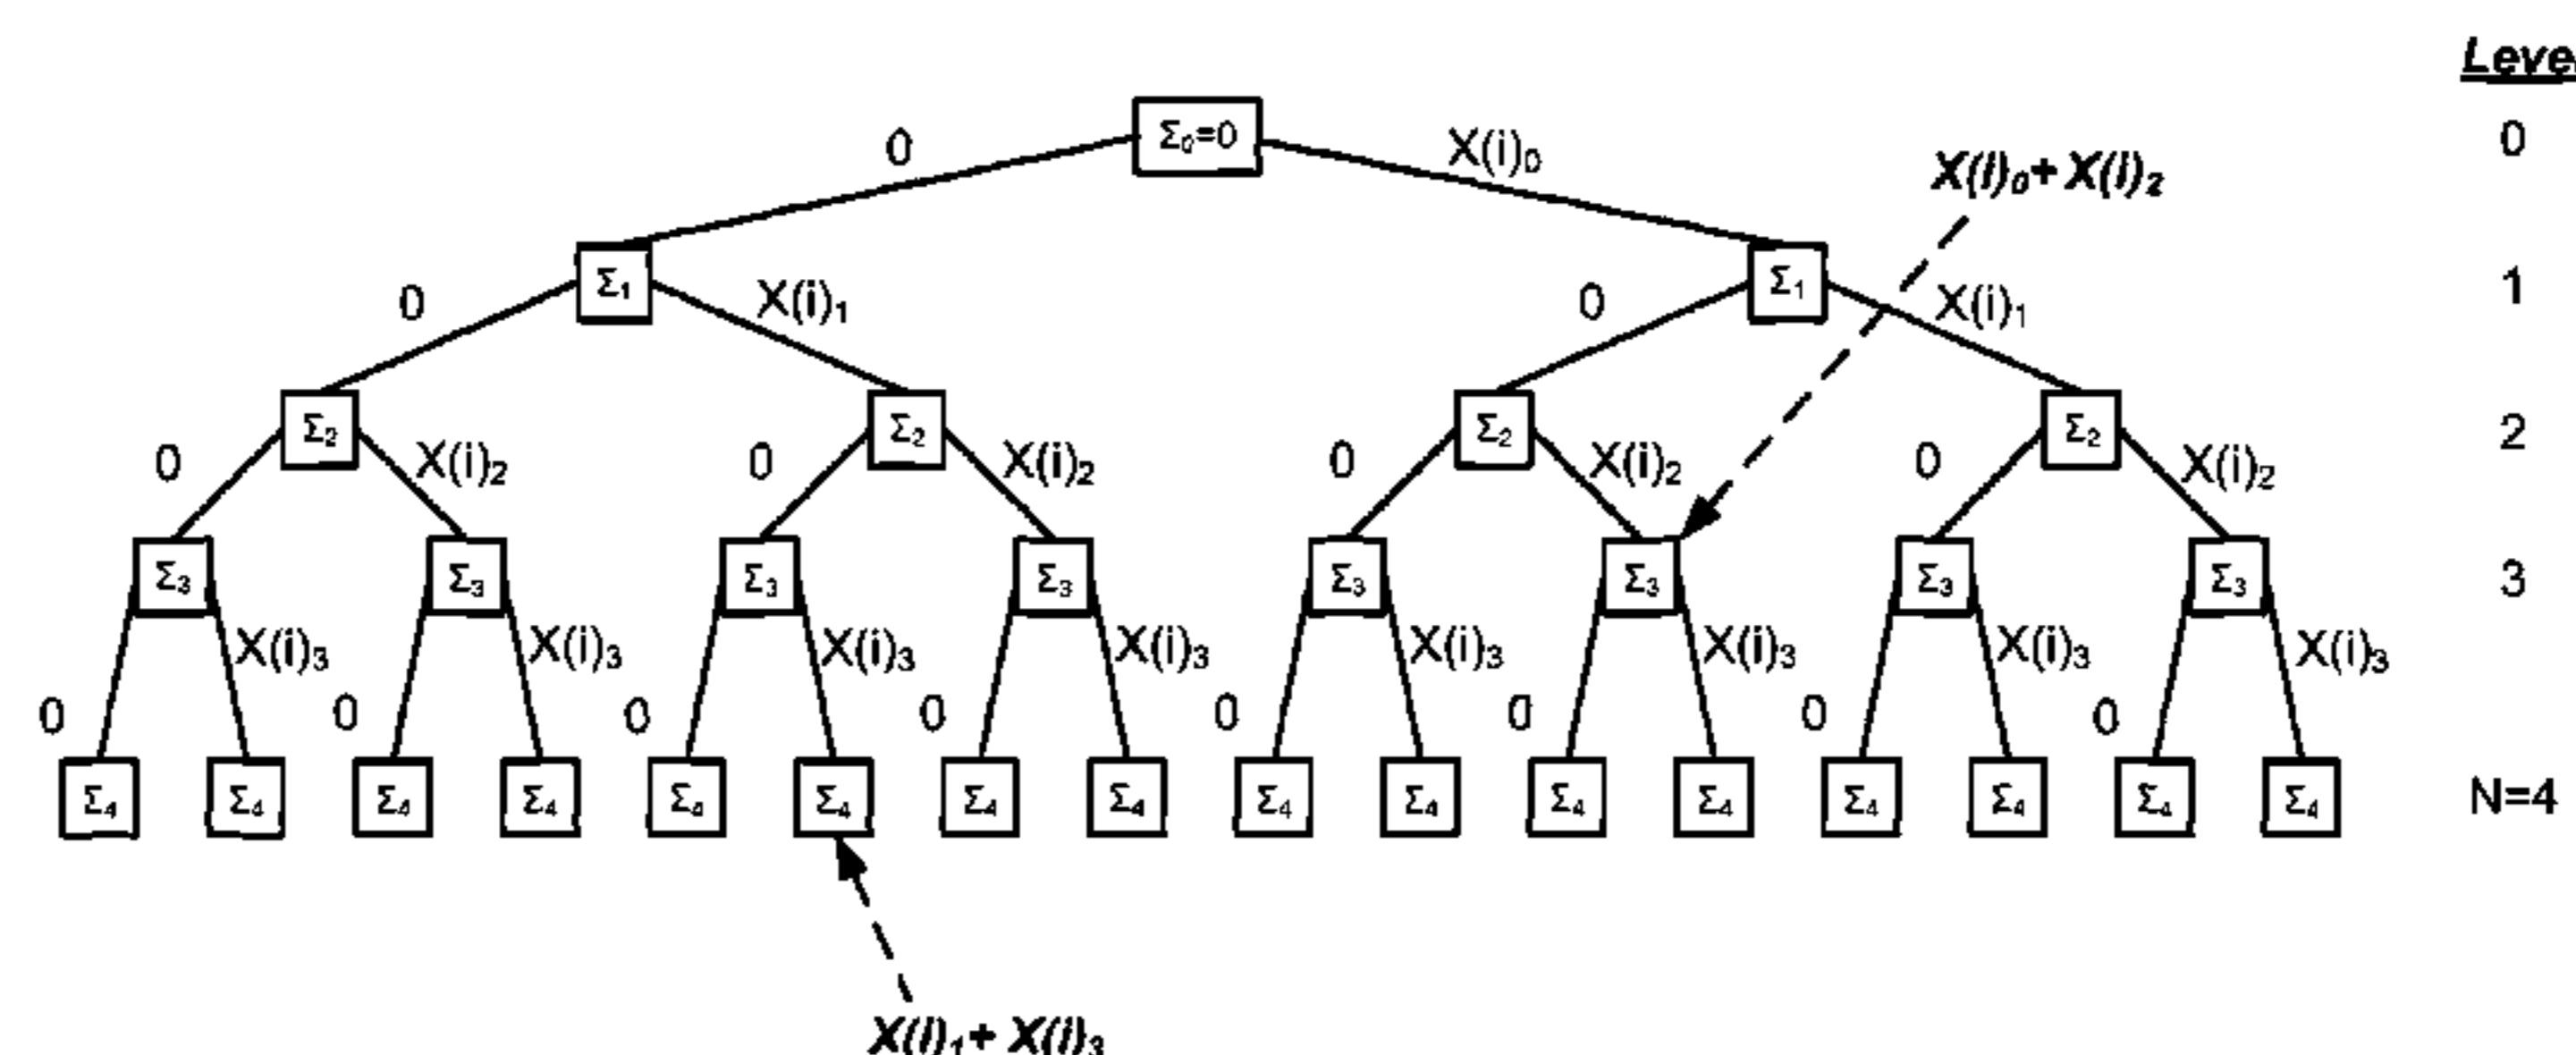 Leve
0 Σ₀=0 X(i)₀ 0
X(i)₀+ X(i)₂
0 Σ₁ X(i)₁ 0 Σ₁ X(i)₁ 1
Σ₂ Σ₂ Σ₂ Σ₂ 2
0 X(i)₂ 0 X(i)₂ 0 X(i)₂ 0 X(i)₂
Σ₃ Σ₃ Σ₃ Σ₃ Σ₃ Σ₃ Σ₃ Σ₃ 3
X(i)₃ X(i)₃ X(i)₃ X(i)₃ X(i)₃ X(i)₃ X(i)₃ X(i)₃
0 0 0 0 0 0 0 0
Σ₄ Σ₄ Σ₄ Σ₄ Σ₄ Σ₄ Σ₄ Σ₄ Σ₄ Σ₄ Σ₄ Σ₄ Σ₄ Σ₄ Σ₄ Σ₄ N=4
X(i)₁+ X(i)₃